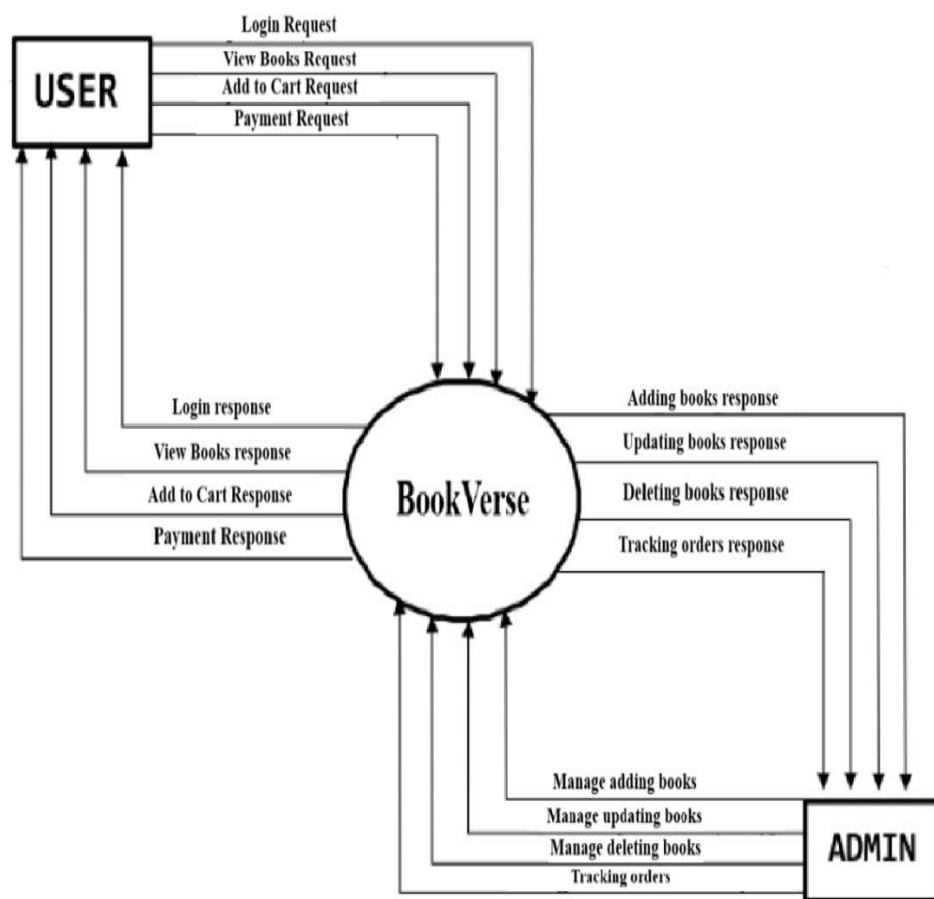 Login Request
View Books Request
USER
Add to Cart Request
Payment Request
Login response
Adding books response
View Books response
Updating books response
BookVerse
Add to Cart Response
Deleting books response
Payment Response
Tracking orders response
Manage adding books
Manage updating books
ADMIN
Manage deleting books
Tracking orders